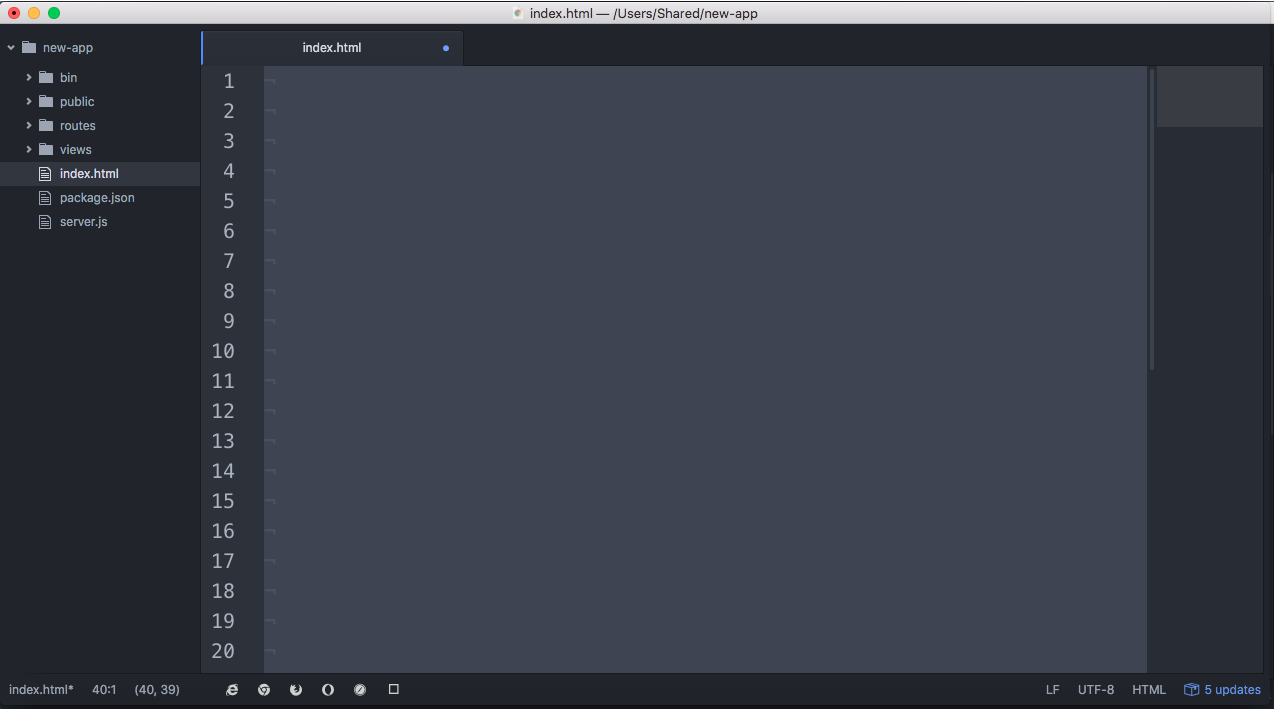 index.html — /Users/Shared/new-app
new-app
bin
public
routes
views
index.html
package.json
server.js
index.html
1
2
3
4
5
6
7
8
9
10
11
12
13
14
15
16
17
18
19
20
index.html* 40:1 (40, 39) LF UTF-8 HTML 5 updates